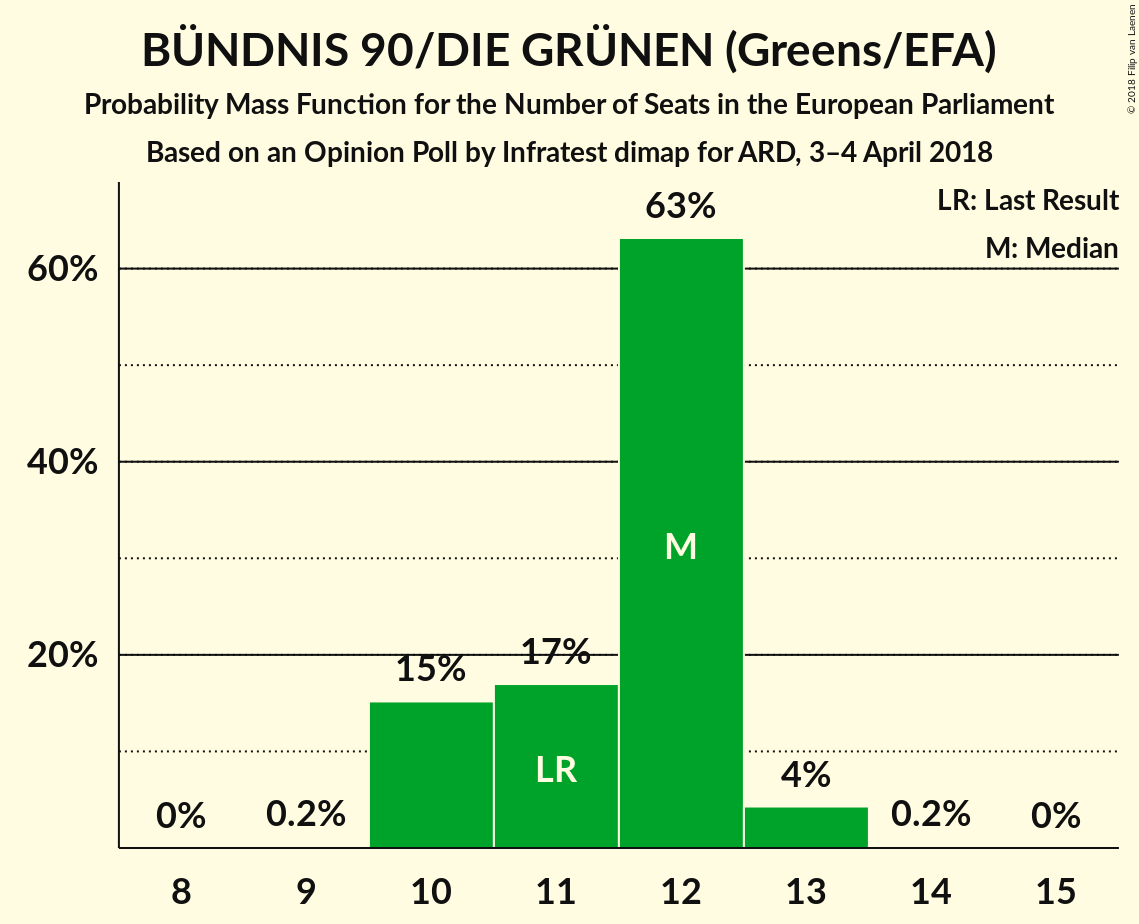 BÜNDNIS 90/DIE GRÜNEN (Greens/EFA)
Probability Mass Function for the Number of Seats in the European Parliament
Based on an Opinion Poll by Infratest dimap for ARD, 3–4 April 2018
© 2018 Filip van Laenen
LR: Last Result
M: Median
63%
60%
40%
20%
M
15%
17%
LR
0%
0.2%
4%
0.2%
0%
8 9 10 11 12 13 14 15